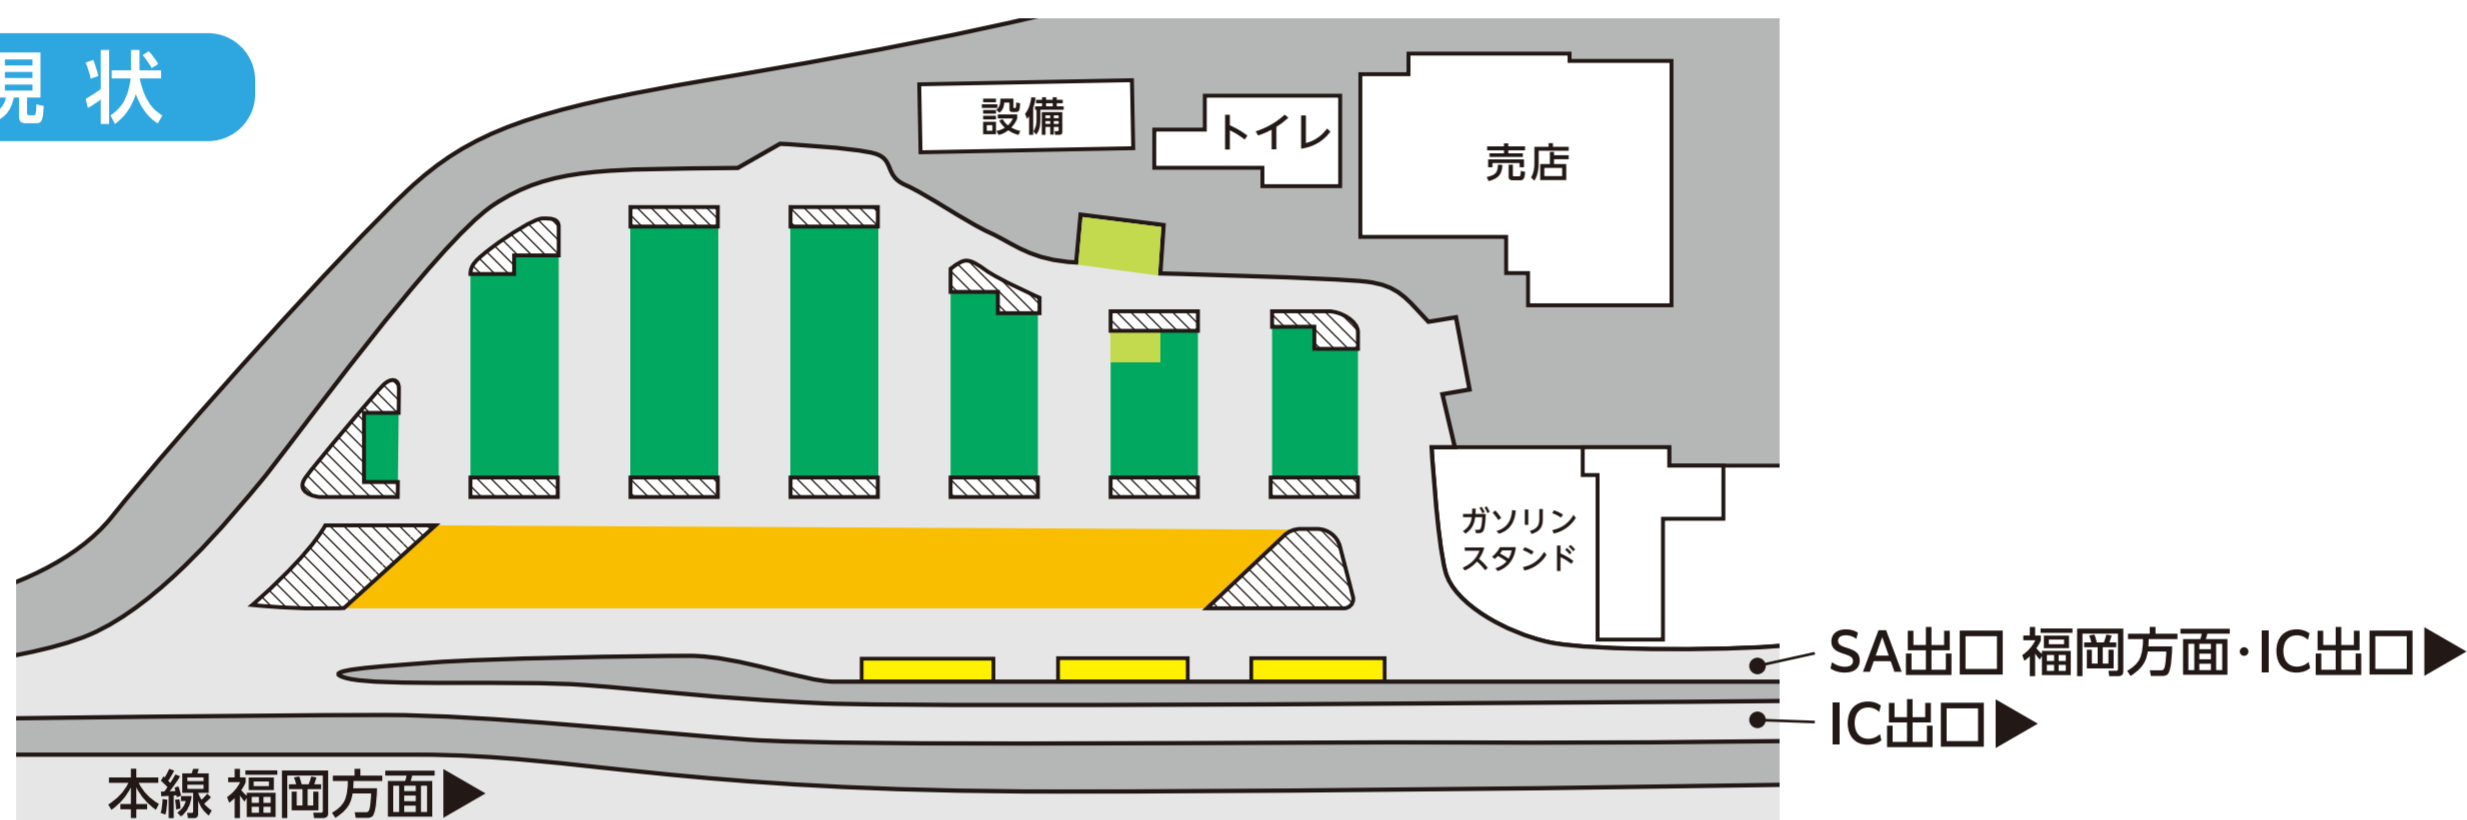 現 状
設備
トイレ
売店
ガソリン
スタンド
SA出口 福岡方面・IC出口▶
IC出口▶
本線 福岡方面▶